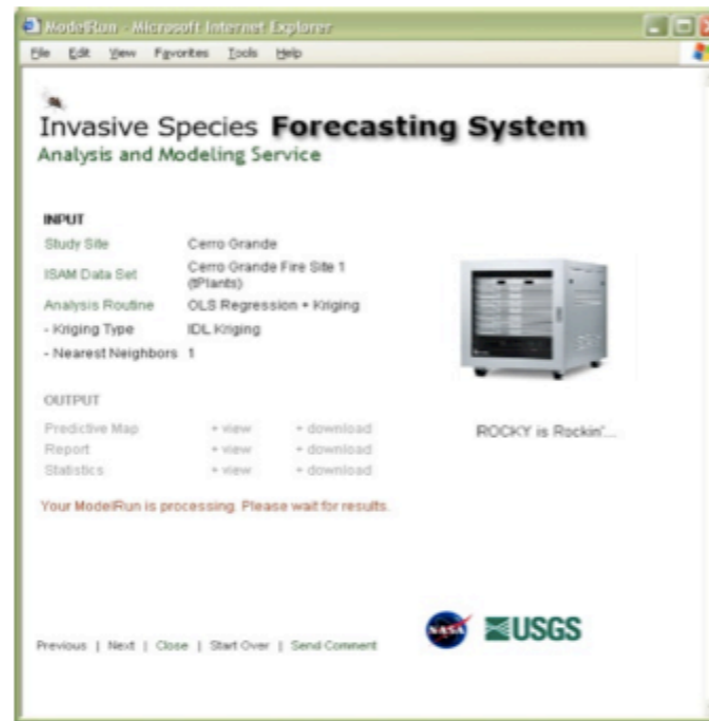 ModelRun - Microsoft Internet Explorer
File Edit View Favorites Tools Help
Invasive Species Forecasting System
Analysis and Modeling Service
INPUT
Study Site Cerro Grande
ISAM Data Set Cerro Grande Fire Site 1 (tPlants)
Analysis Routine OLS Regression + Kriging
- Kriging Type IDL Kriging
- Nearest Neighbors 1
OUTPUT
Predictive Map + view + download
Report + view + download
Statistics + view + download
ROCKY is Rockin'...
Your ModelRun is processing. Please wait for results.
NASA USGS
Previous | Next | Close | Start Over | Send Comment